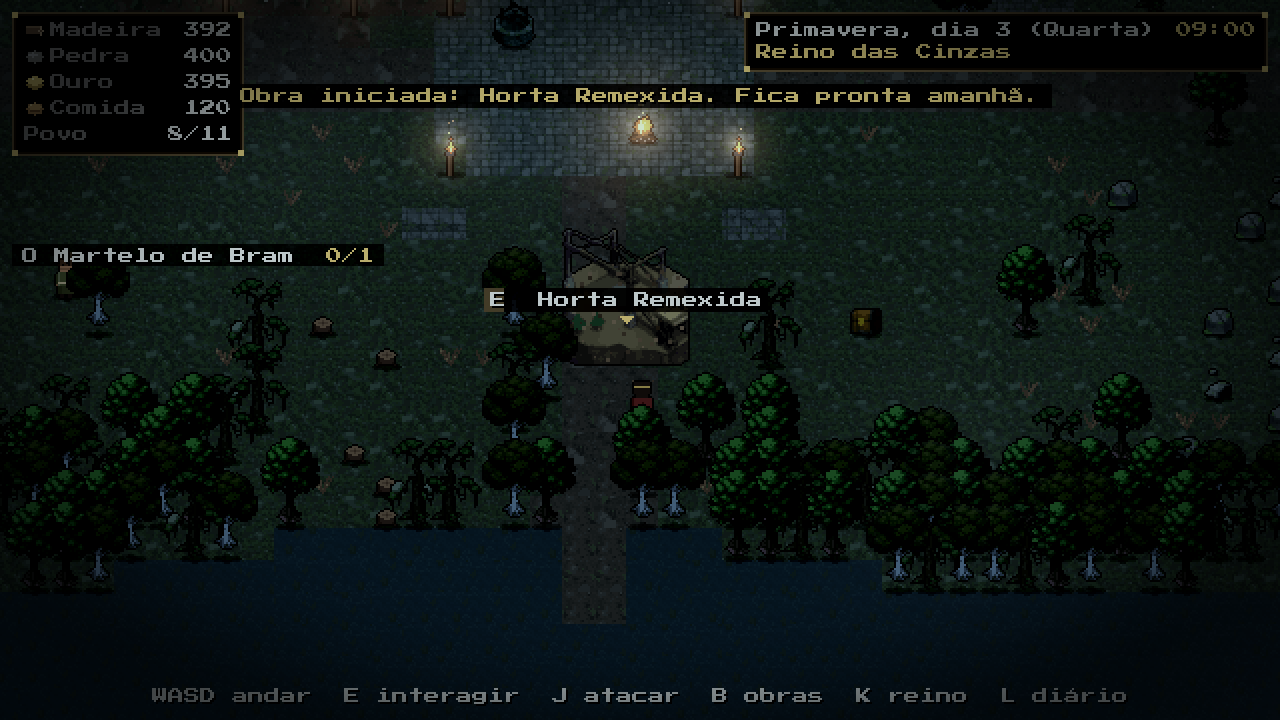 Madeira 392
Pedra 400
Ouro 395
Comida 120
Povo 8/11
Primavera, dia 3 (Quarta) 09:00
Reino das Cinzas
Obra iniciada: Horta Remexida. Fica pronta amanhã.
O Martelo de Bram 0/1
E Horta Remexida
WASD andar E interagir J atacar B obras K reino L diário